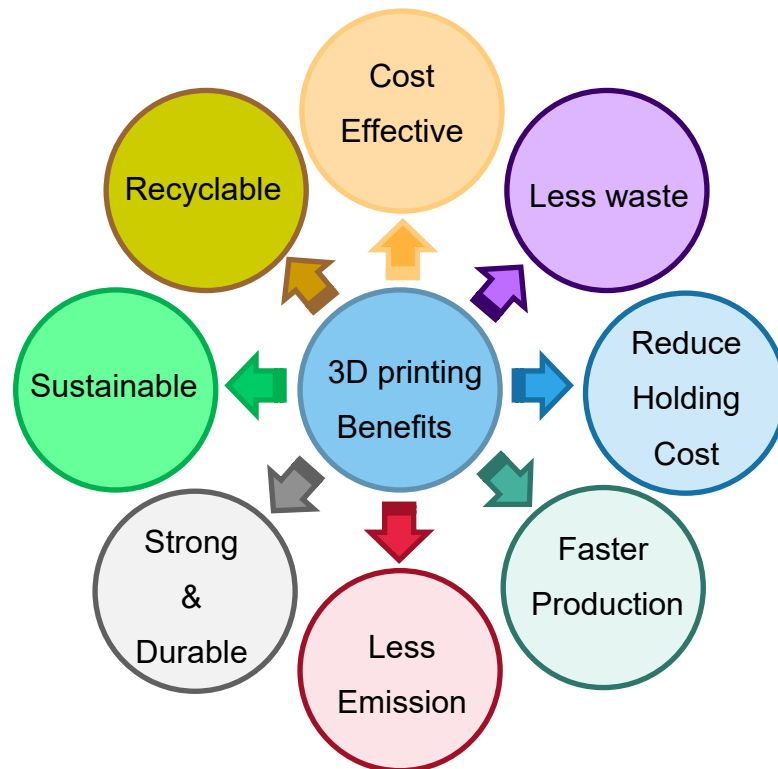 Cost
Effective
Less waste
Reduce
Holding
Cost
Faster
Production
Less
Emission
Strong
&
Durable
Sustainable
Recyclable
3D printing
Benefits